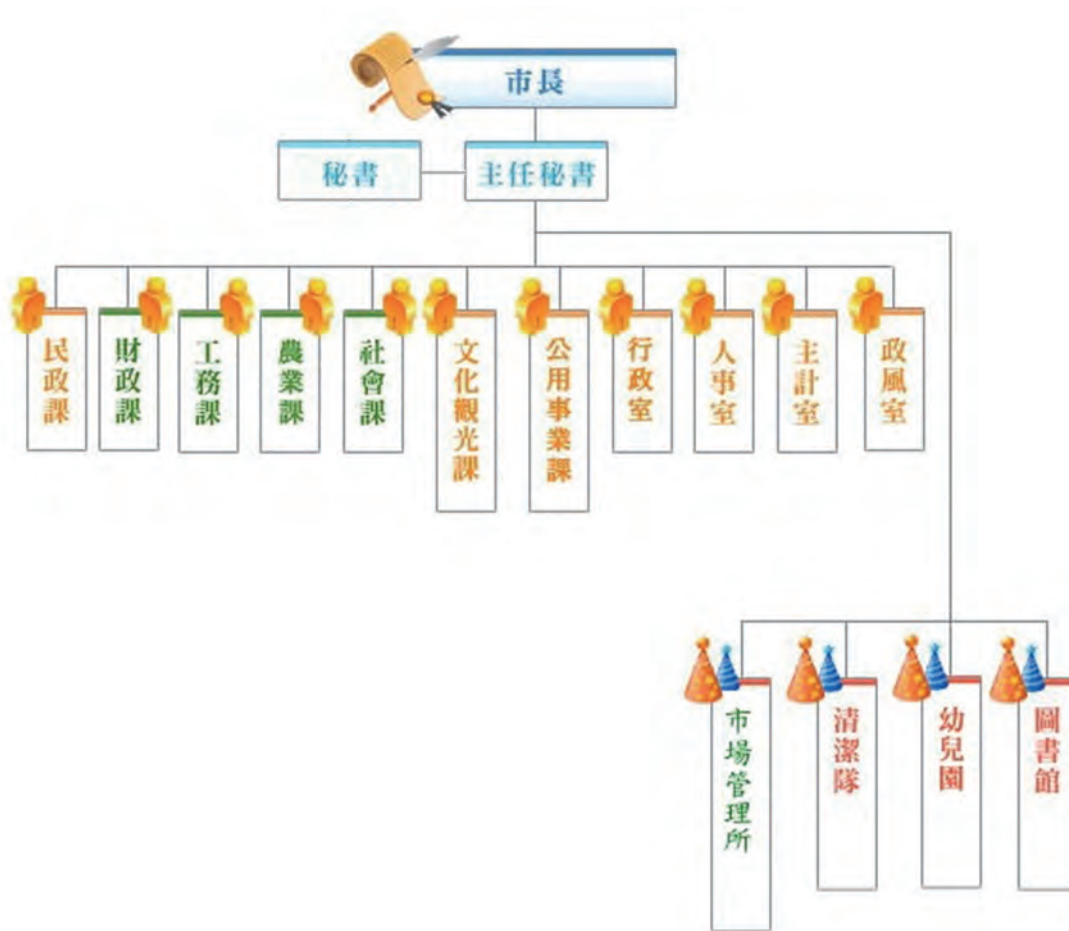 市長
秘書
主任秘書
民政課
財政課
工務課
農業課
社會課
文化觀光課
公用事業課
行政室
人事室
主計室
政風室
市場管理所
清潔隊
幼兒園
圖書館